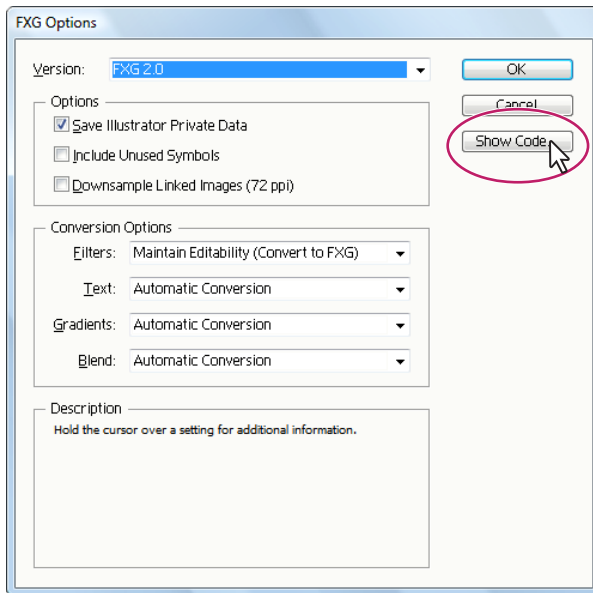 FXG Options
Version: FXG 2.0
OK
Cancel
Show Code...
Options
Save Illustrator Private Data
Include Unused Symbols
Downsample Linked Images (72 ppi)
Conversion Options
Filters: Maintain Editability (Convert to FXG)
Text: Automatic Conversion
Gradients: Automatic Conversion
Blend: Automatic Conversion
Description
Hold the cursor over a setting for additional information.